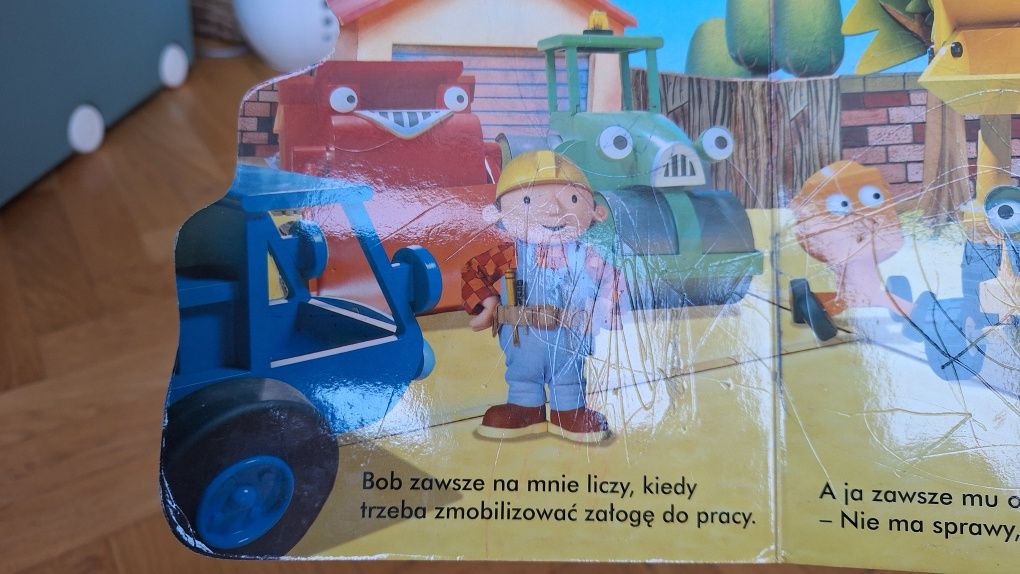 Bob zawsze na mnie liczy, kiedy
trzeba zmobilizować załogę do pracy.
A ja zawsze mu
– Nie ma sprawy,